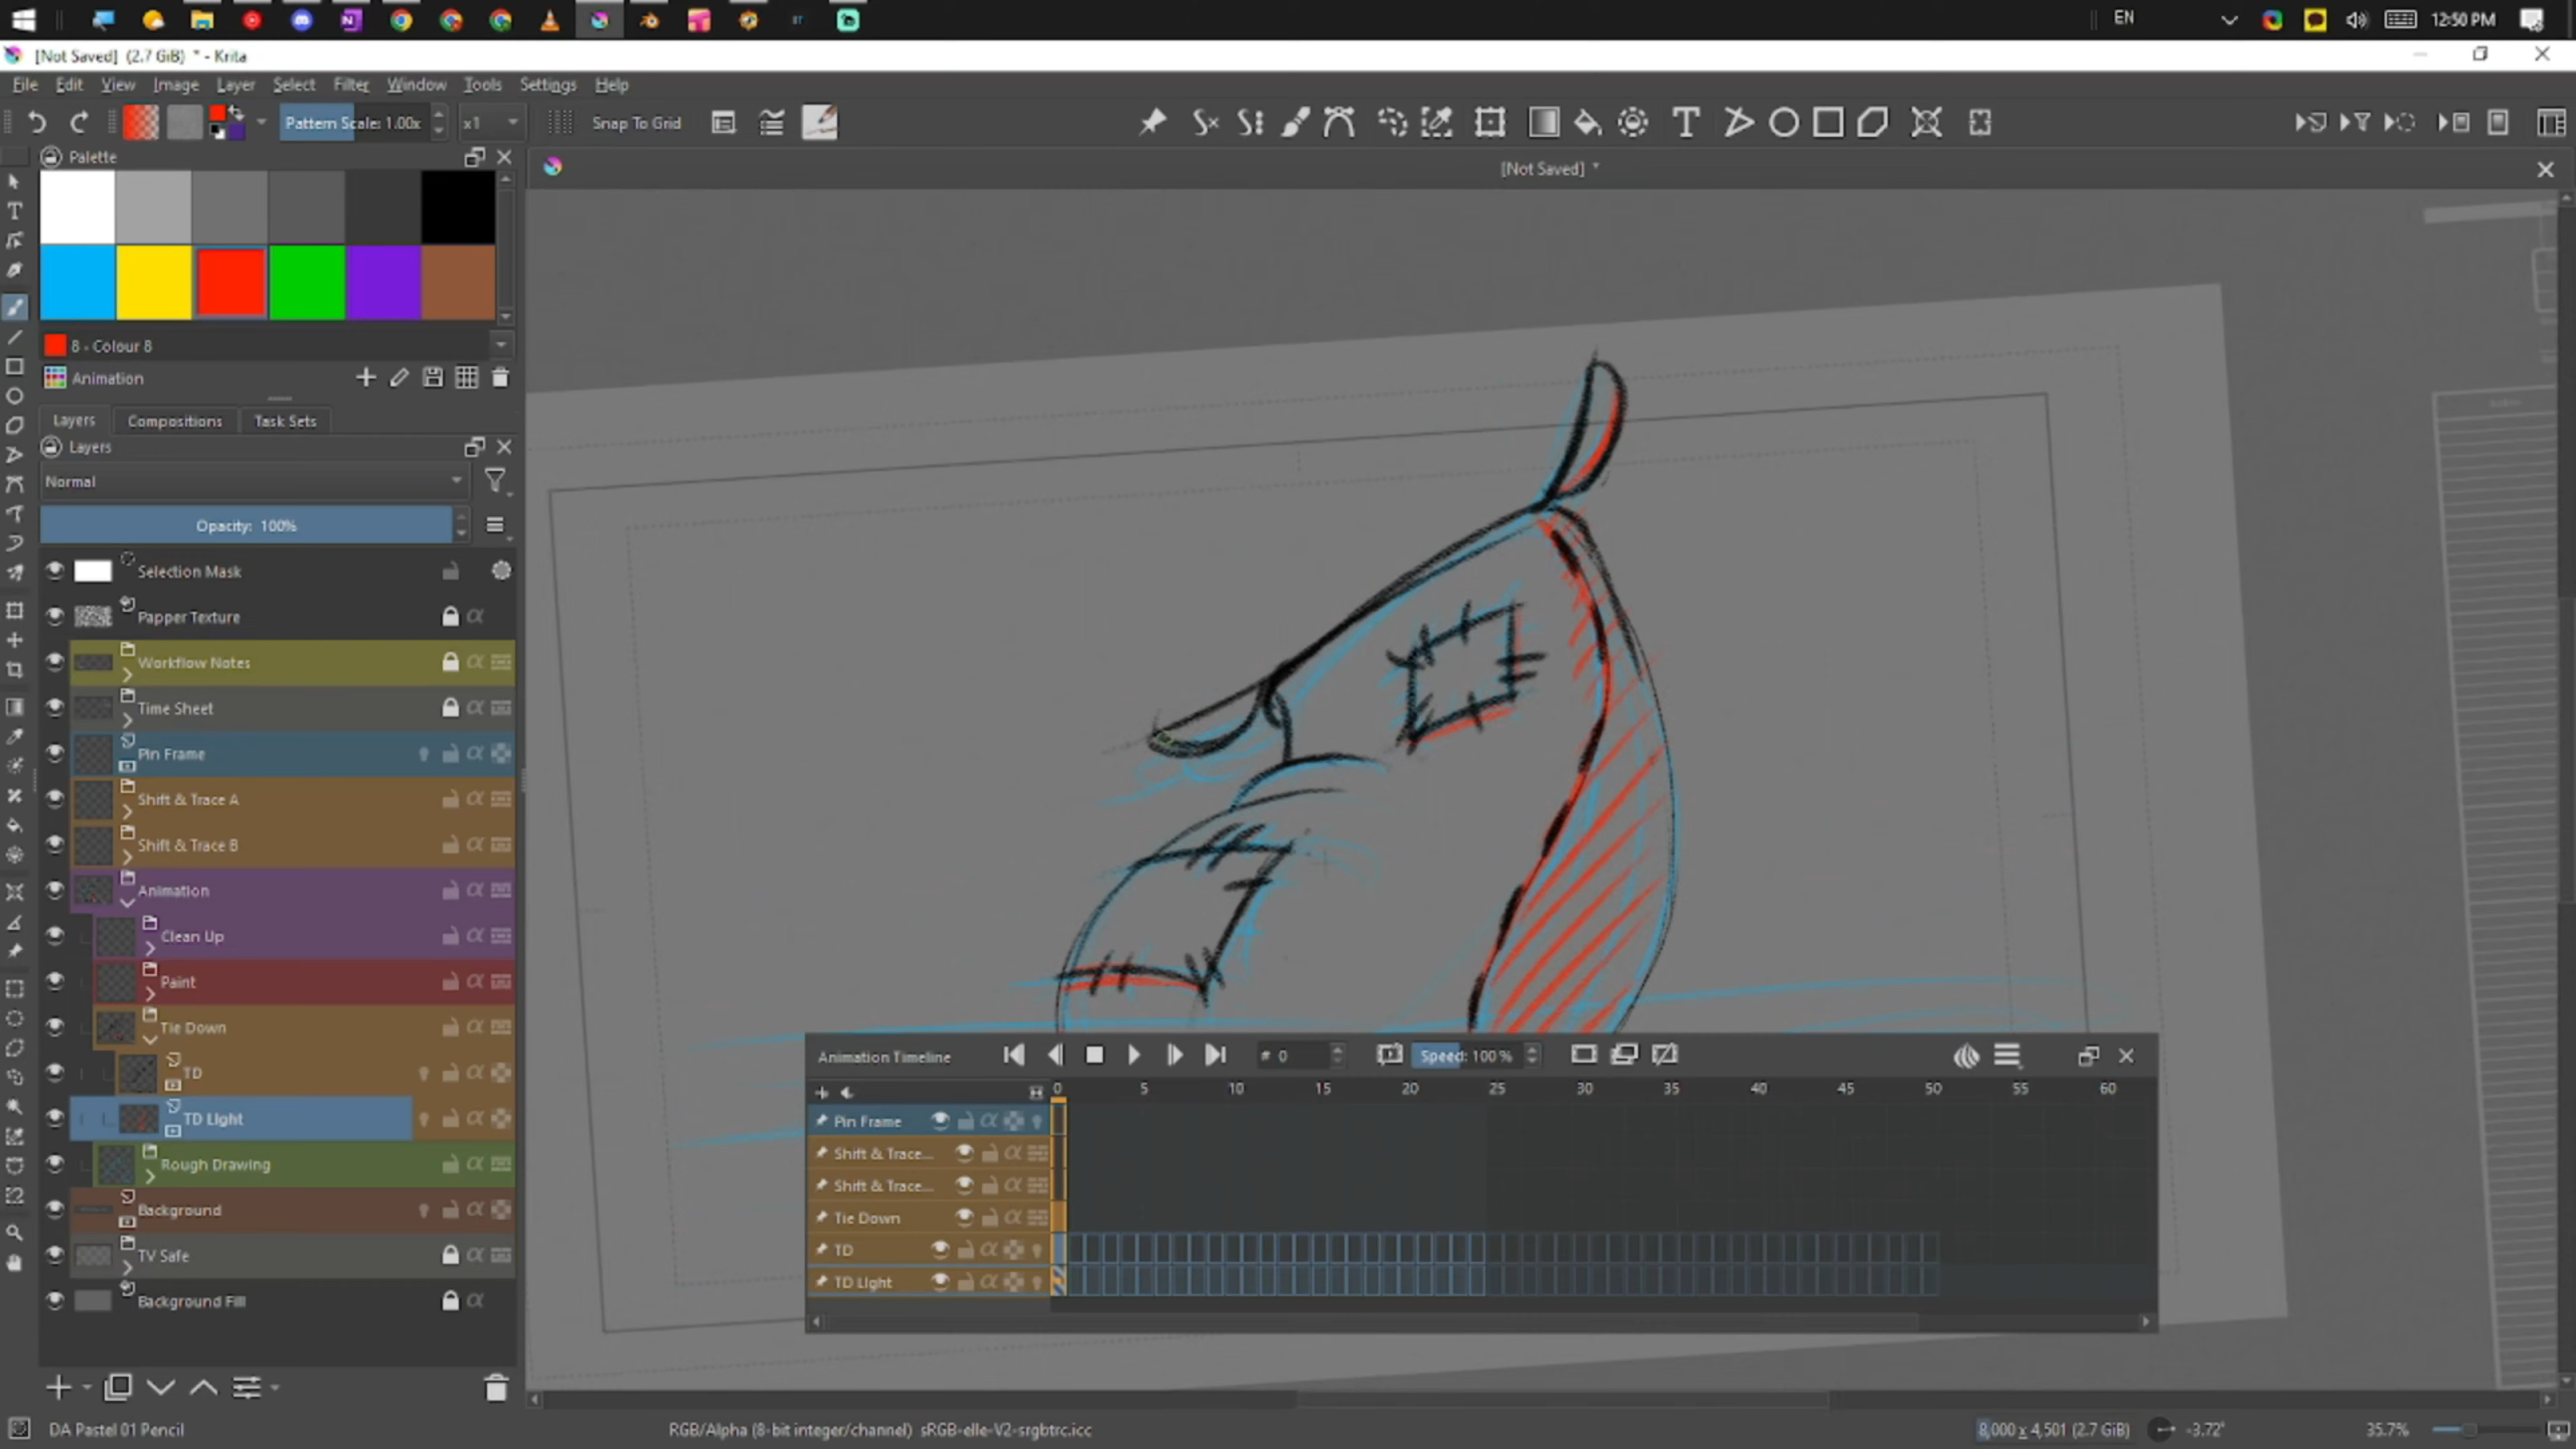 EN
12:50 PM
[Not Saved] (2.7 GiB) * - Krita
File Edit View Image Layer Select Filter Window Tools Settings Help
Pattern Scale: 1.00x
x1
Snap To Grid
Palette
[Not Saved] *
8 - Colour 8
Animation
Layers Compositions Task Sets
Layers
Normal
Opacity: 100%
Selection Mask
Papper Texture
Workflow Notes
Time Sheet
Pin Frame
Shift & Trace A
Shift & Trace B
Animation
Clean Up
Paint
Tie Down
TD
TD Light
Rough Drawing
Background
TV Safe
Background Fill
Animation Timeline
# 0
Speed: 100 %
0 5 10 15 20 25 30 35 40 45 50 55 60
Pin Frame
Shift & Trace...
Shift & Trace...
Tie Down
TD
TD Light
DA Pastel 01 Pencil
RGB/Alpha (8-bit integer/channel) sRGB-elle-V2-srgbtrc.icc
8,000 x 4,501 (2.7 GiB)
-3.72°
35.7%